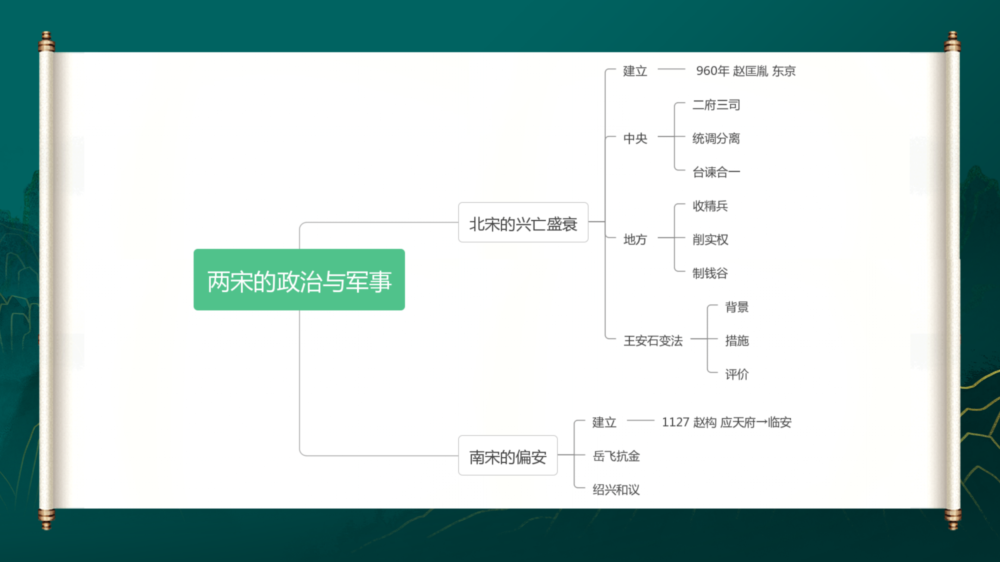 两宋的政治与军事
北宋的兴亡盛衰
建立
960年 赵匡胤 东京
中央
二府三司
统调分离
台谏合一
地方
收精兵
削实权
制钱谷
王安石变法
背景
措施
评价
南宋的偏安
建立
1127 赵构 应天府→临安
岳飞抗金
绍兴和议